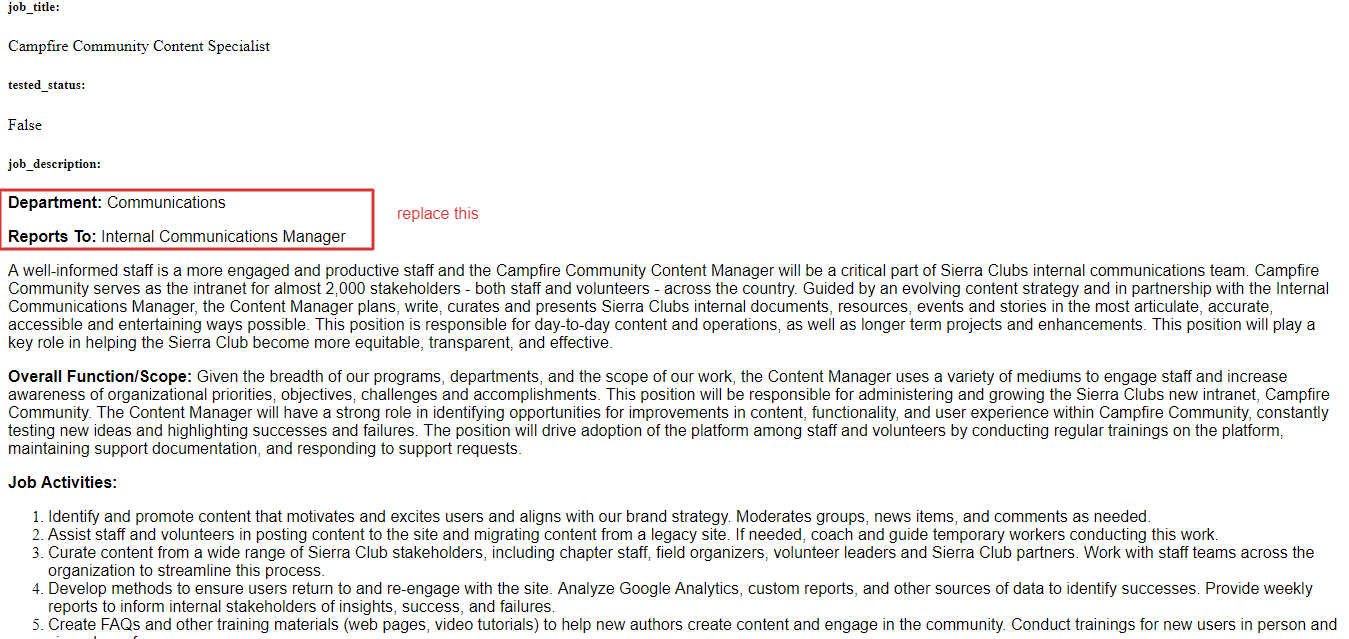 job_title:
Campfire Community Content Specialist
tested_status:
False
job_description:
Department: Communications
replace this
Reports To: Internal Communications Manager
A well-informed staff is a more engaged and productive staff and the Campfire Community Content Manager will be a critical part of Sierra Clubs internal communications team. Campfire
Community serves as the intranet for almost 2,000 stakeholders - both staff and volunteers - across the country. Guided by an evolving content strategy and in partnership with the Internal
Communications Manager, the Content Manager plans, write, curates and presents Sierra Clubs internal documents, resources, events and stories in the most articulate, accurate,
accessible and entertaining ways possible. This position is responsible for day-to-day content and operations, as well as longer term projects and enhancements. This position will play a
key role in helping the Sierra Club become more equitable, transparent, and effective.
Overall Function/Scope: Given the breadth of our programs, departments, and the scope of our work, the Content Manager uses a variety of mediums to engage staff and increase
awareness of organizational priorities, objectives, challenges and accomplishments. This position will be responsible for administering and growing the Sierra Clubs new intranet, Campfire
Community. The Content Manager will have a strong role in identifying opportunities for improvements in content, functionality, and user experience within Campfire Community, constantly
testing new ideas and highlighting successes and failures. The position will drive adoption of the platform among staff and volunteers by conducting regular trainings on the platform,
maintaining support documentation, and responding to support requests.
Job Activities:
1. Identify and promote content that motivates and excites users and aligns with our brand strategy. Moderates groups, news items, and comments as needed.
2. Assist staff and volunteers in posting content to the site and migrating content from a legacy site. If needed, coach and guide temporary workers conducting this work.
3. Curate content from a wide range of Sierra Club stakeholders, including chapter staff, field organizers, volunteer leaders and Sierra Club partners. Work with staff teams across the
organization to streamline this process.
4. Develop methods to ensure users return to and re-engage with the site. Analyze Google Analytics, custom reports, and other sources of data to identify successes. Provide weekly
reports to inform internal stakeholders of insights, success, and failures.
5. Create FAQs and other training materials (web pages, video tutorials) to help new authors create content and engage in the community. Conduct trainings for new users in person and